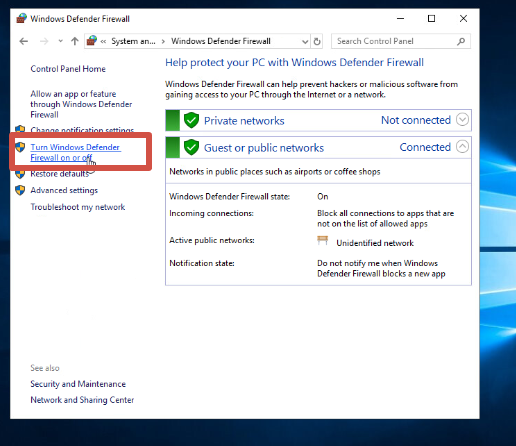 Windows Defender Firewall
« System an... > Windows Defender Firewall
Search Control Panel
Control Panel Home
Allow an app or feature
through Windows Defender
Firewall
Change notification settings
Turn Windows Defender
Firewall on or off
Restore defaults
Advanced settings
Troubleshoot my network
See also
Security and Maintenance
Network and Sharing Center
Help protect your PC with Windows Defender Firewall
Windows Defender Firewall can help prevent hackers or malicious software from
gaining access to your PC through the Internet or a network.
Private networks Not connected
Guest or public networks Connected
Networks in public places such as airports or coffee shops
Windows Defender Firewall state: On
Incoming connections: Block all connections to apps that are
not on the list of allowed apps
Active public networks: Unidentified network
Notification state: Do not notify me when Windows
Defender Firewall blocks a new app